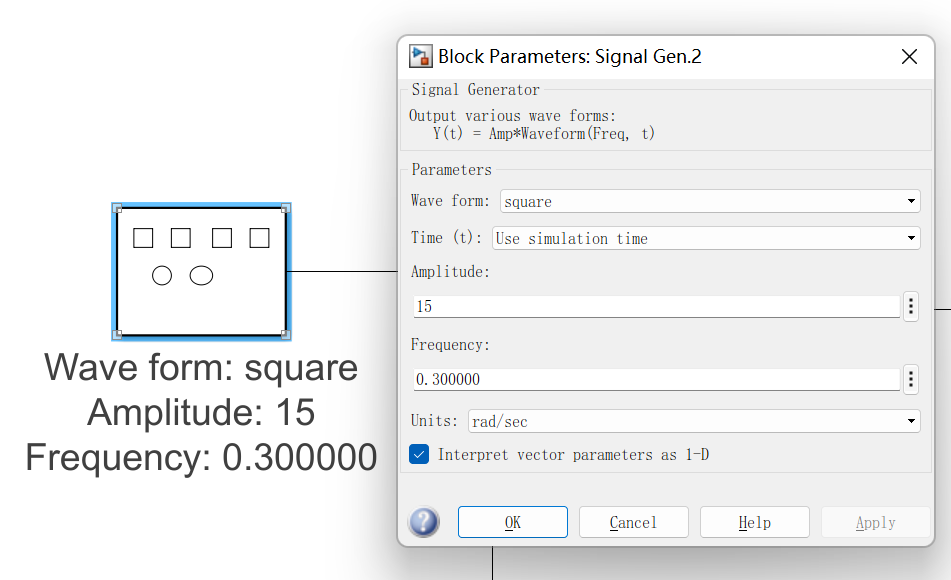 Block Parameters: Signal Gen.2
Signal Generator
Output various wave forms:
Y(t) = Amp*Waveform(Freq, t)
Parameters
Wave form: square
Time (t): Use simulation time
Amplitude:
15
Frequency:
0.300000
Units: rad/sec
Interpret vector parameters as 1-D
OK Cancel Help Apply
Wave form: square
Amplitude: 15
Frequency: 0.300000